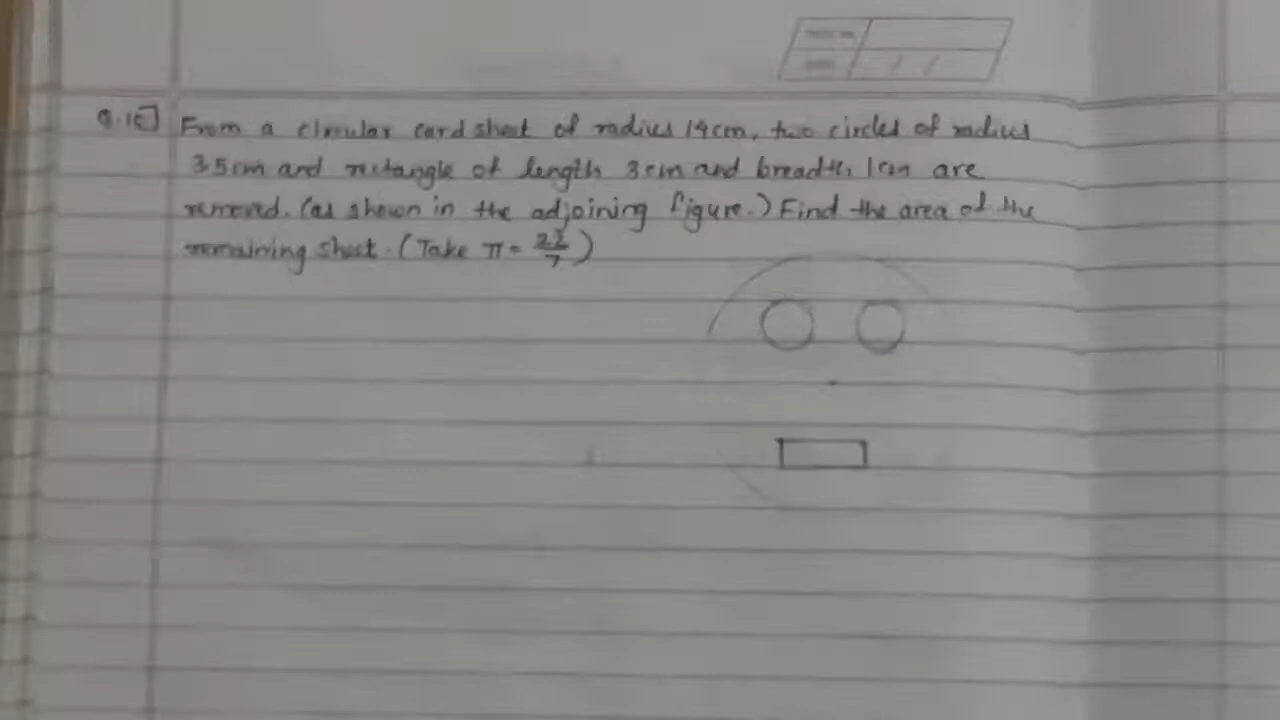 Q.15] From a circular card sheet of radius 14cm, two circles of radius
3.5cm and rectangle of length 3cm and breadth 1cm are
removed. (as shown in the adjoining figure.) Find the area of the
remaining sheet. (Take π = 22/7)